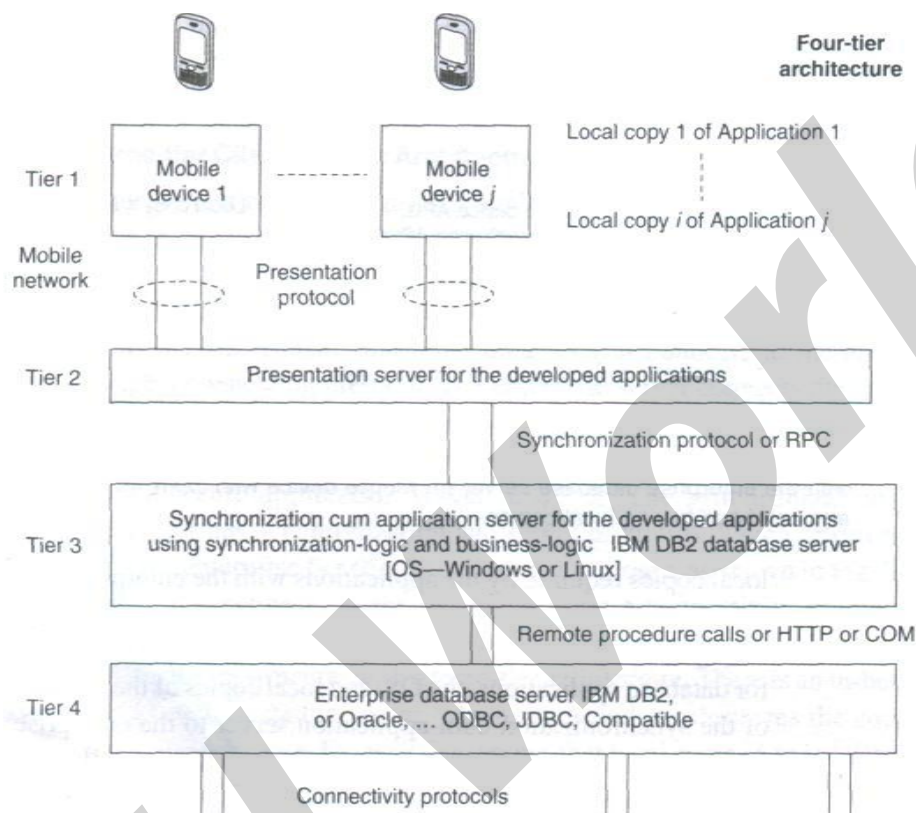 Four-tier
architecture
Local copy 1 of Application 1
Tier 1
Mobile
device 1
Mobile
device j
Local copy i of Application j
Mobile
network
Presentation
protocol
Tier 2
Presentation server for the developed applications
Synchronization protocol or RPC
Tier 3
Synchronization cum application server for the developed applications
using synchronization-logic and business-logic IBM DB2 database server
[OS—Windows or Linux]
Remote procedure calls or HTTP or COM
Tier 4
Enterprise database server IBM DB2,
or Oracle, ... ODBC, JDBC, Compatible
Connectivity protocols